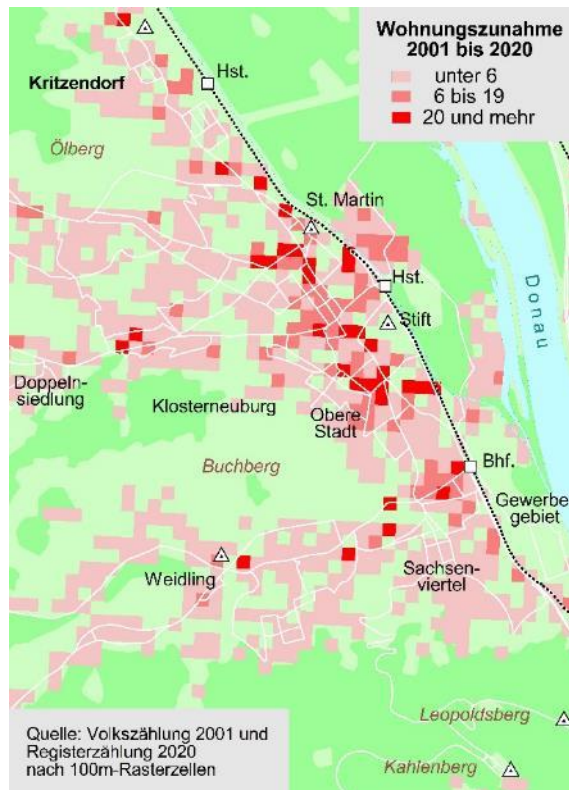 Wohnungszunahme
2001 bis 2020
unter 6
6 bis 19
20 und mehr
Kritzendorf
Hst.
Ölberg
St. Martin
Hst.
Stift
Donau
Doppeln-
siedlung
Klosterneuburg
Obere
Stadt
Buchberg
Bhf.
Gewerbe
gebiet
Weidling
Sachsen-
viertel
Leopoldsberg
Kahlenberg
Quelle: Volkszählung 2001 und
Registerzählung 2020
nach 100m-Rasterzellen